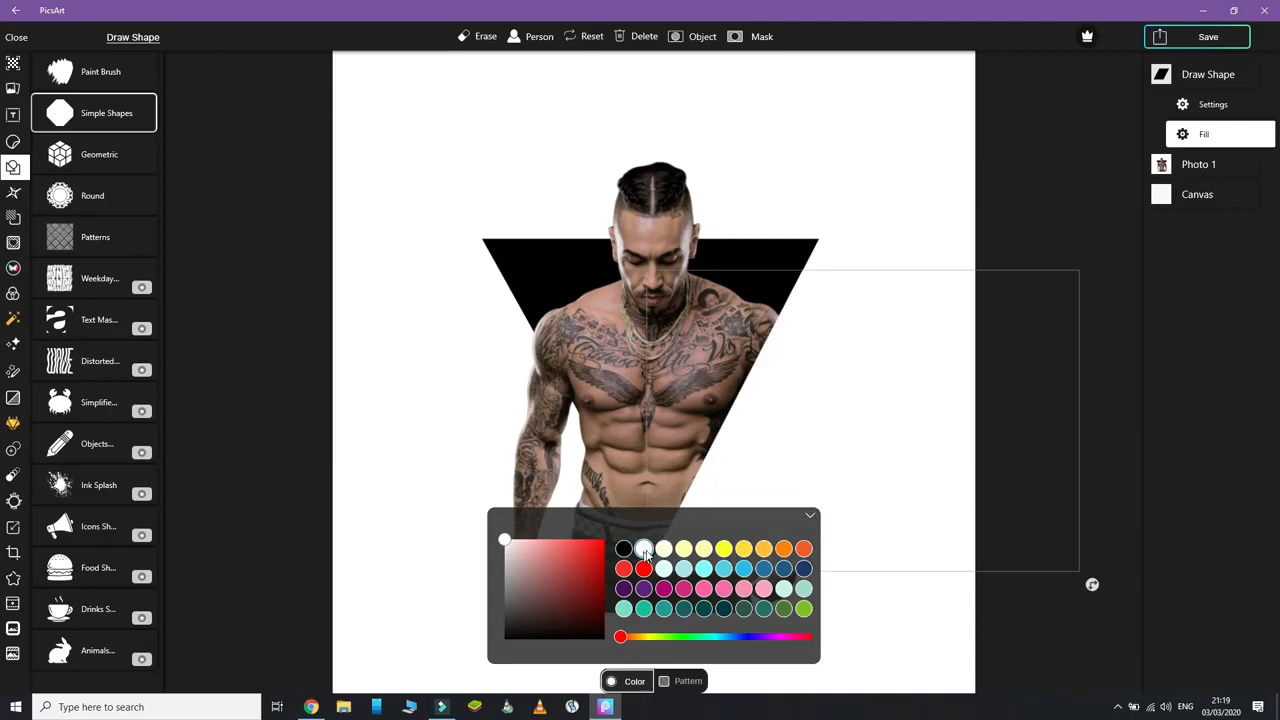 PicsArt
Close
Draw Shape
Erase
Person
Reset
Delete
Object
Mask
Save
Paint Brush
Simple Shapes
Geometric
Round
Patterns
Weekday...
Text Mas...
Distorted...
Simplifie...
Objects...
Ink Splash
Icons Sh...
Food Sh...
Drinks S...
Animals...
Draw Shape
Settings
Fill
Photo 1
Canvas
Color
Pattern
Type here to search
ENG
21:19
03/03/2020